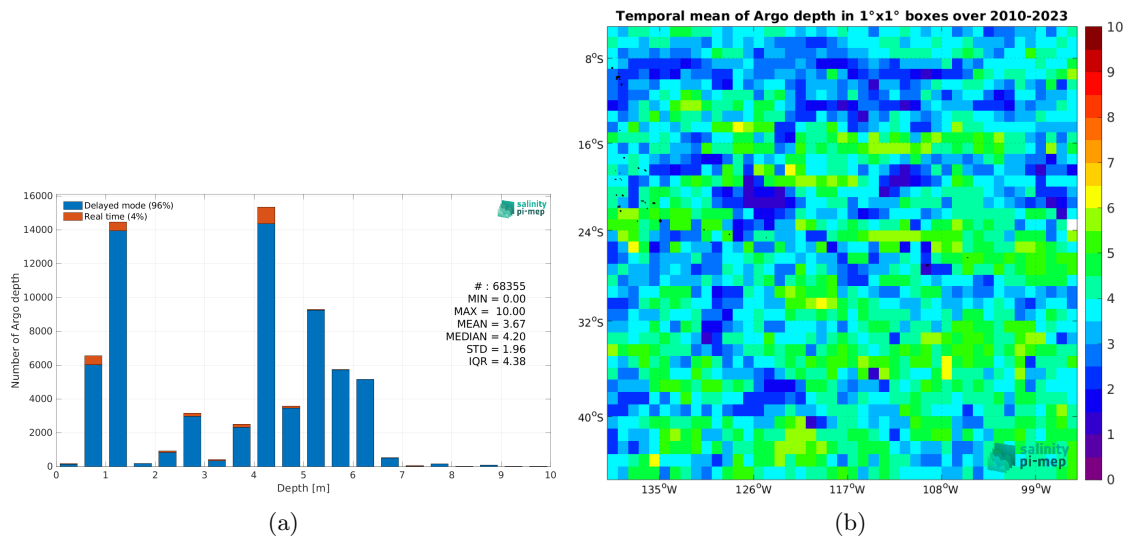 16000
14000
12000
10000
8000
6000
4000
2000
0
Number of Argo depth
Delayed mode (96%)
Real time (4%)
salinity
pi-mep
# : 68355
MIN = 0.00
MAX = 10.00
MEAN = 3.67
MEDIAN = 4.20
STD = 1.96
IQR = 4.38
0 1 2 3 4 5 6 7 8 9 10
Depth [m]
(a)
Temporal mean of Argo depth in 1°x1° boxes over 2010-2023
8°S
16°S
24°S
32°S
40°S
135°W 126°W 117°W 108°W 99°W
salinity
pi-mep
10
9
8
7
6
5
4
3
2
1
0
(b)